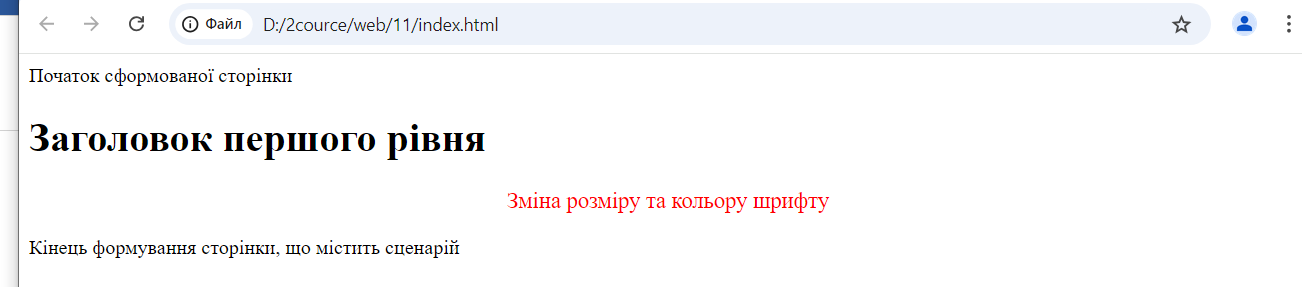 Файл D:/2cource/web/11/index.html
Початок сформованої сторінки
Заголовок першого рівня
Зміна розміру та кольору шрифту
Кінець формування сторінки, що містить сценарій